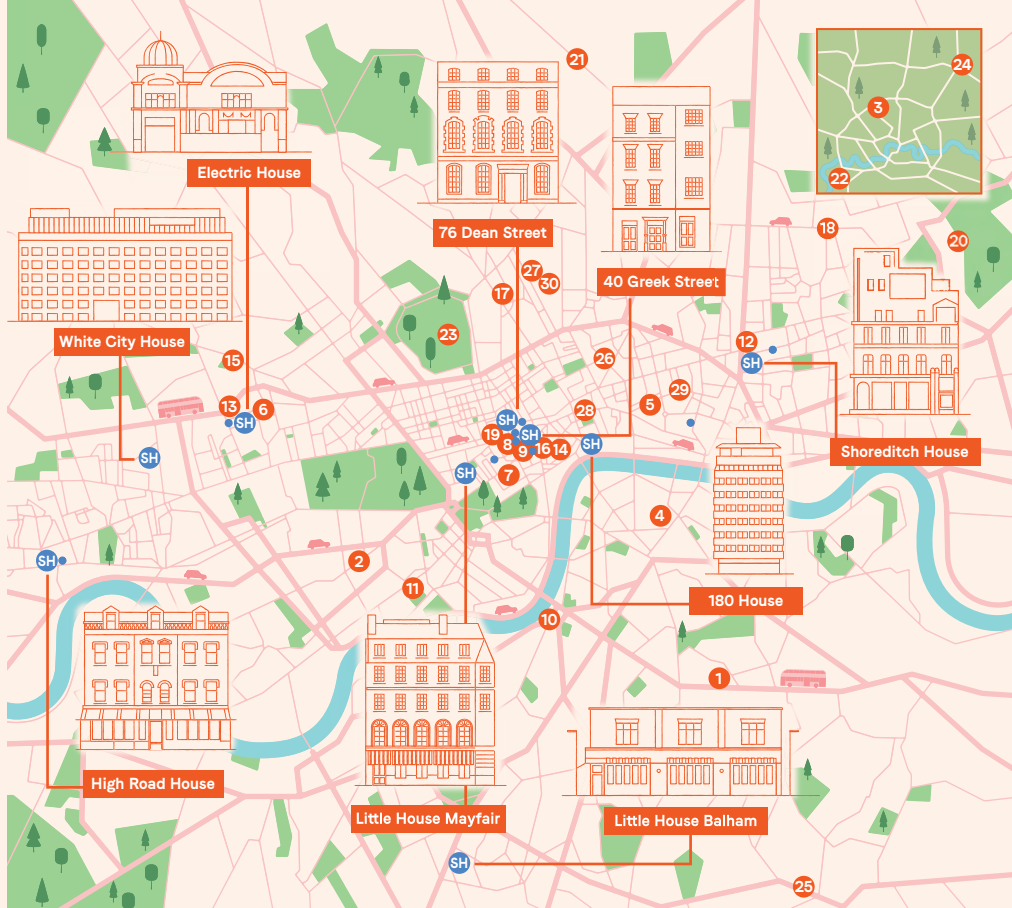 21
24
3
22
Electric House
18
76 Dean Street
20
27
40 Greek Street
30
17
23
White City House
12
SH
15
26
29
5
13
6
28
SH
SH
19
SH
8
9
16
14
SH
Shoreditch House
SH
SH
7
4
SH
2
11
180 House
10
1
High Road House
Little House Mayfair
Little House Balham
SH
25